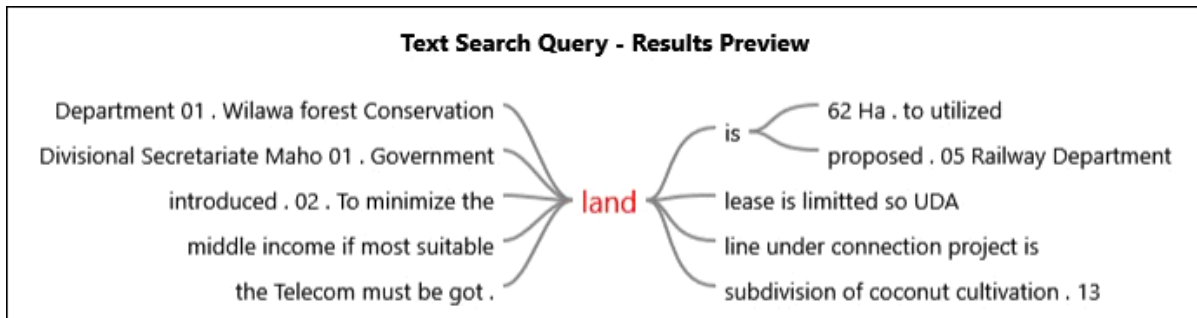 Text Search Query - Results Preview
Department 01 . Wilawa forest Conservation
Divisional Secretariate Maho 01 . Government
introduced . 02 . To minimize the
middle income if most suitable
the Telecom must be got .
land
is
62 Ha . to utilized
proposed . 05 Railway Department
lease is limitted so UDA
line under connection project is
subdivision of coconut cultivation . 13